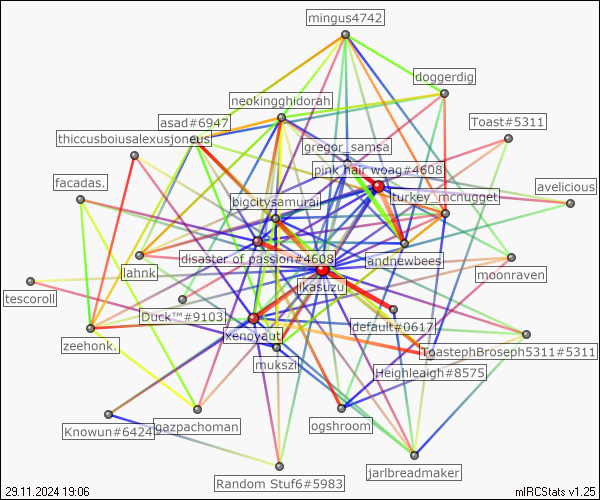 mingus4742
doggerdig
neokingghidorah
asad#6947
Toast#5311
thiccusboiusalexusjoneus
gregor_samsa
pink hair woag#4608
facadas.
avelicious
turkey_mcnugget
bigcitysamurai
disaster of passion#4608
andnewbees
lahnk
moonraven
ikasuzu
tescoroll
Duck™#9103
default#0617
xenoyaut
zeehonk.
ToastephBroseph5311#5311
mukszi
Heighleaigh#8575
Knowun#6424
gazpachoman
ogshroom
jarlbreadmaker
Random Stuf6#5983
29.11.2024 19:06
mIRCStats v1.25